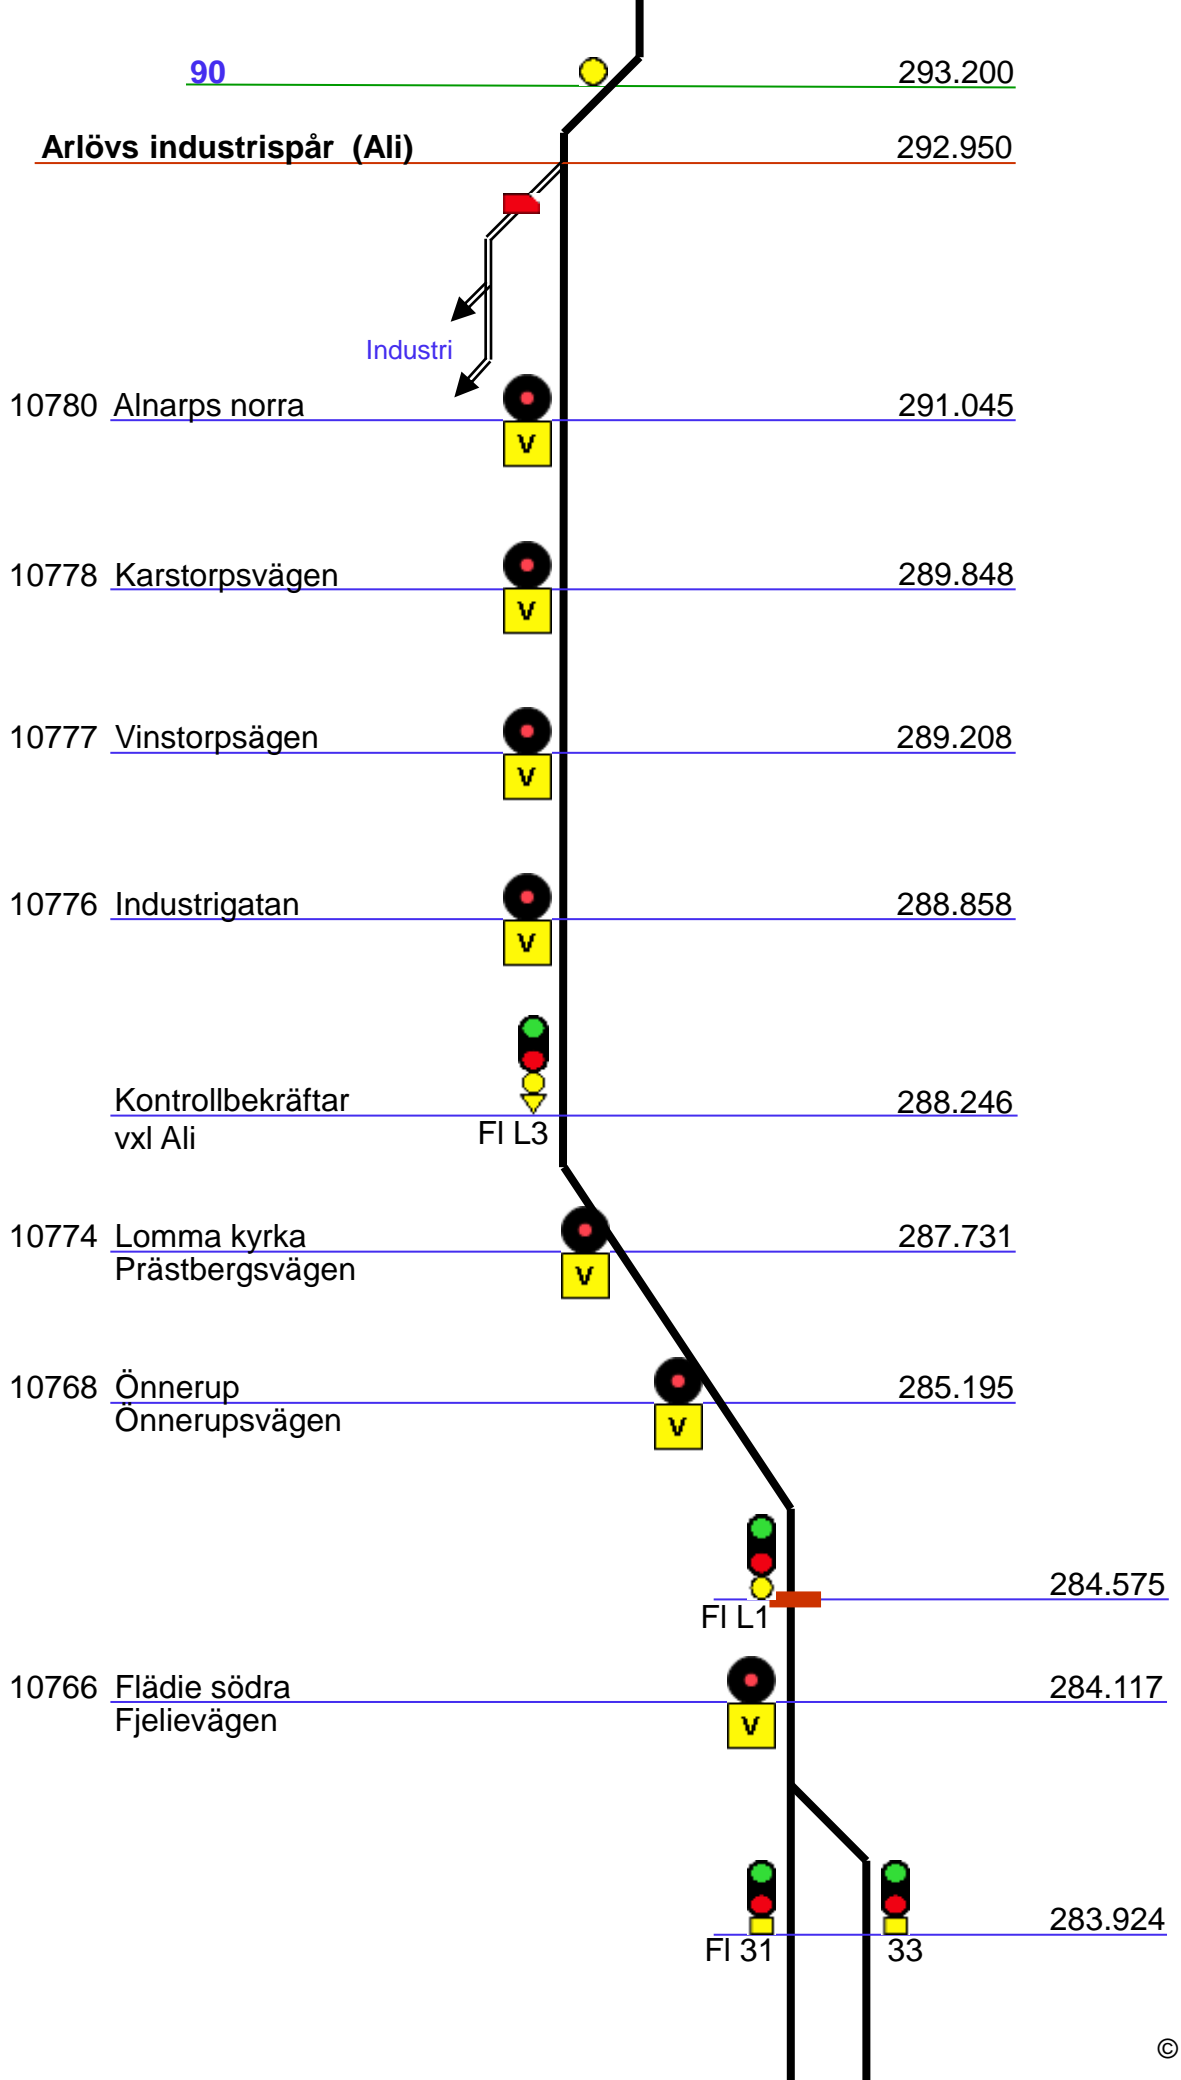 90 293.200
Arlövs industrispår (Ali) 292.950
Industri
10780 Alnarps norra 291.045
V
10778 Karstorpsvägen 289.848
V
10777 Vinstorpsägen 289.208
V
10776 Industrigatan 288.858
V
Kontrollbekräftar 288.246
vxl Ali Fl L3
10774 Lomma kyrka 287.731
Prästbergsvägen V
10768 Önnerup 285.195
Önnerupsvägen V
284.575
Fl L1
10766 Flädie södra 284.117
Fjelievägen V
283.924
Fl 31 33
©